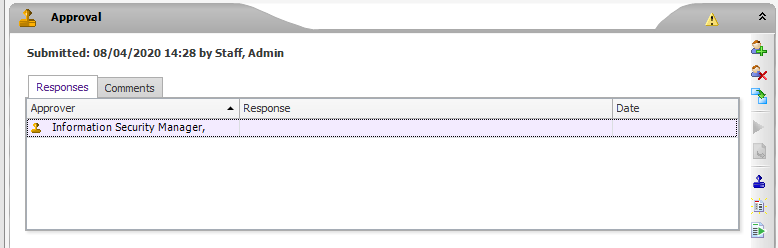 Approval
Submitted: 08/04/2020 14:28 by Staff, Admin
Responses Comments
Approver Response Date
Information Security Manager,